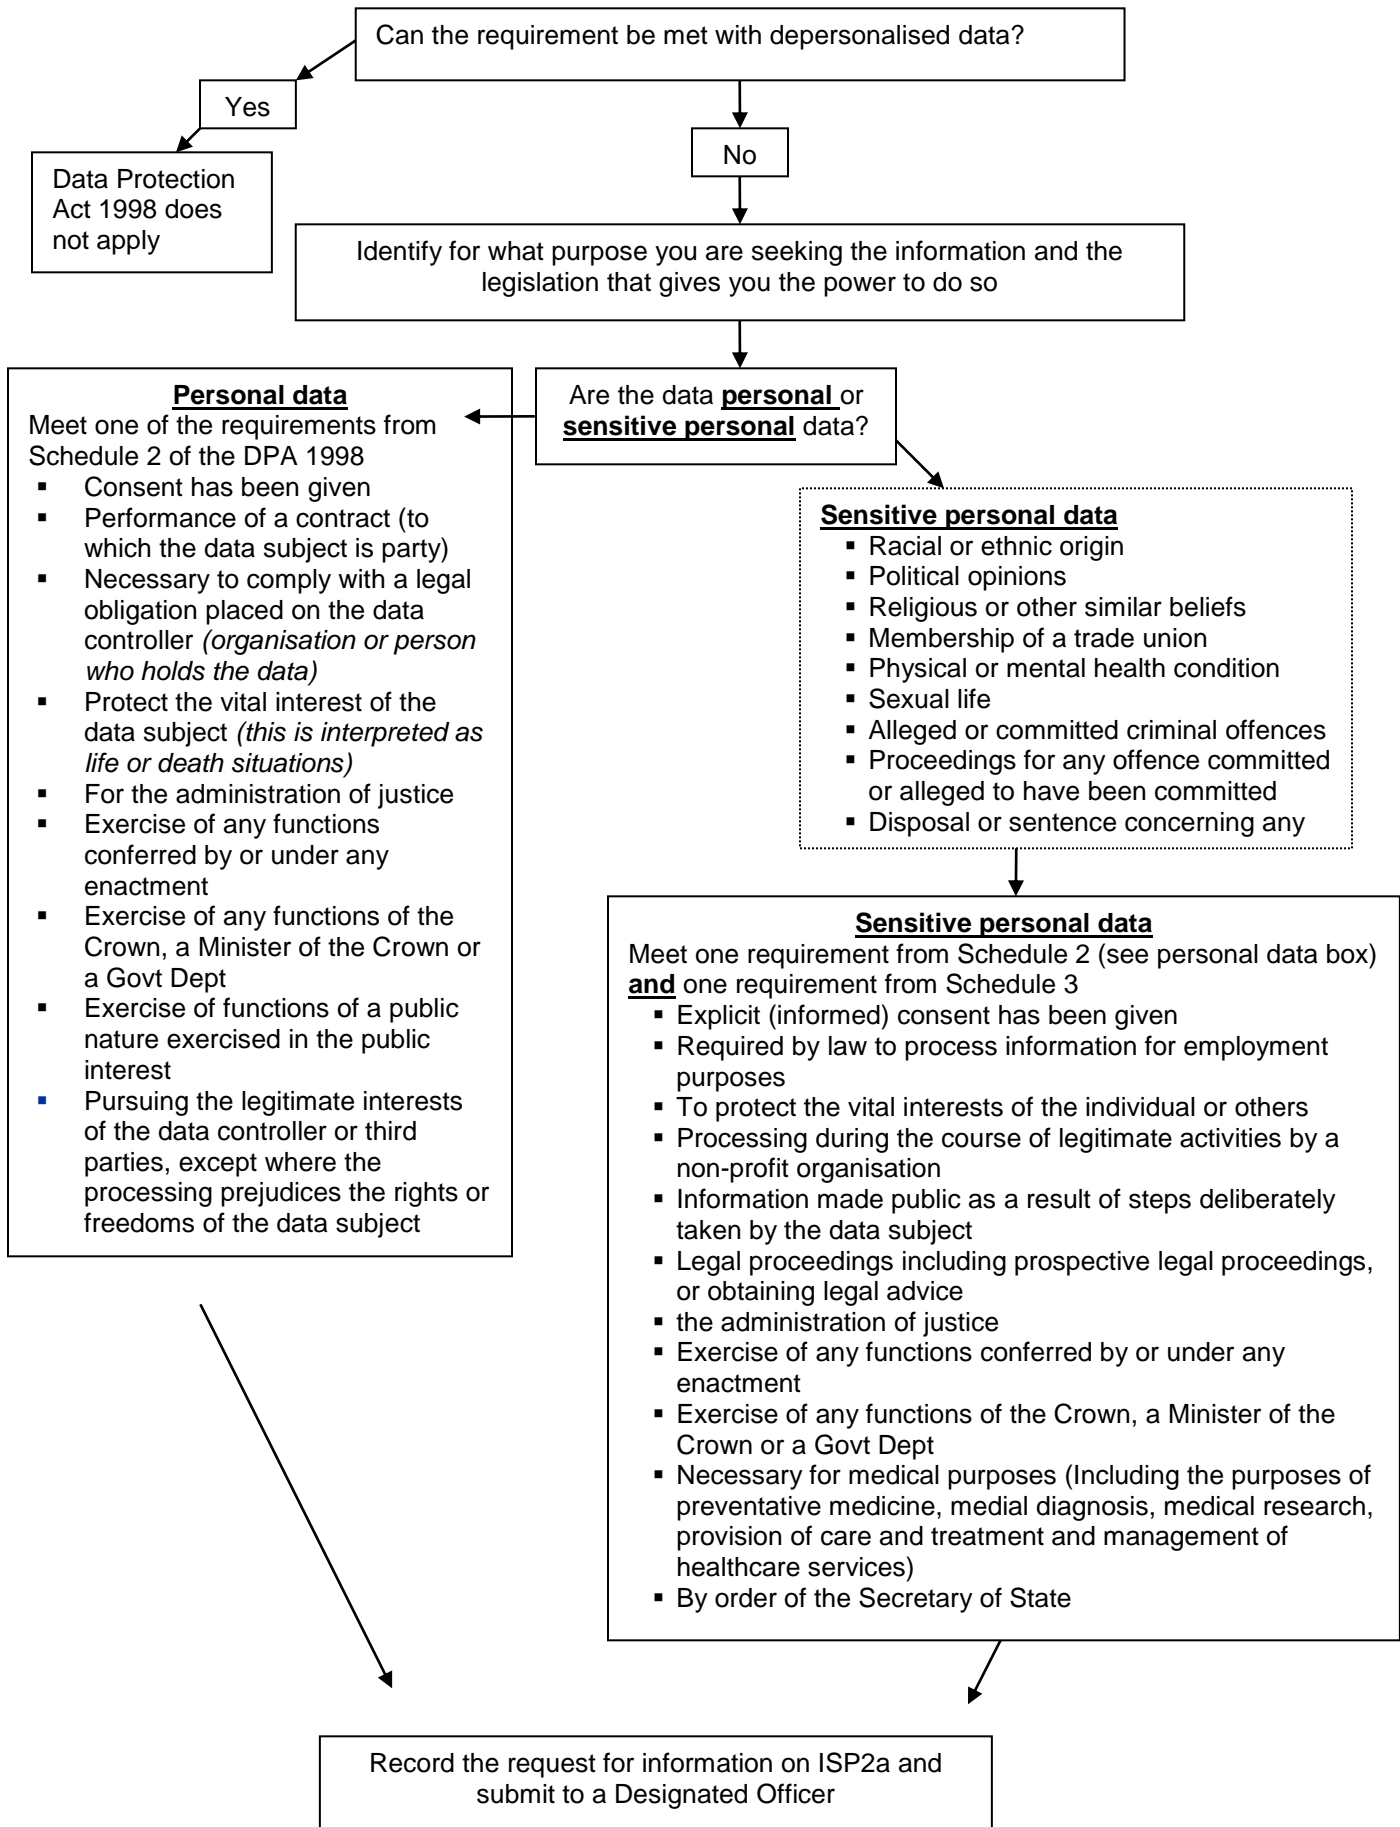 Can the requirement be met with depersonalised data?
Yes
No
Data Protection
Act 1998 does
not apply
Identify for what purpose you are seeking the information and the
legislation that gives you the power to do so
Are the data personal or
sensitive personal data?
Personal data
Meet one of the requirements from
Schedule 2 of the DPA 1998
▪ Consent has been given
▪ Performance of a contract (to
which the data subject is party)
▪ Necessary to comply with a legal
obligation placed on the data
controller (organisation or person
who holds the data)
▪ Protect the vital interest of the
data subject (this is interpreted as
life or death situations)
▪ For the administration of justice
▪ Exercise of any functions
conferred by or under any
enactment
▪ Exercise of any functions of the
Crown, a Minister of the Crown or
a Govt Dept
▪ Exercise of functions of a public
nature exercised in the public
interest
▪ Pursuing the legitimate interests
of the data controller or third
parties, except where the
processing prejudices the rights or
freedoms of the data subject
Sensitive personal data
▪ Racial or ethnic origin
▪ Political opinions
▪ Religious or other similar beliefs
▪ Membership of a trade union
▪ Physical or mental health condition
▪ Sexual life
▪ Alleged or committed criminal offences
▪ Proceedings for any offence committed
or alleged to have been committed
▪ Disposal or sentence concerning any
Sensitive personal data
Meet one requirement from Schedule 2 (see personal data box)
and one requirement from Schedule 3
▪ Explicit (informed) consent has been given
▪ Required by law to process information for employment
purposes
▪ To protect the vital interests of the individual or others
▪ Processing during the course of legitimate activities by a
non-profit organisation
▪ Information made public as a result of steps deliberately
taken by the data subject
▪ Legal proceedings including prospective legal proceedings,
or obtaining legal advice
▪ the administration of justice
▪ Exercise of any functions conferred by or under any
enactment
▪ Exercise of any functions of the Crown, a Minister of the
Crown or a Govt Dept
▪ Necessary for medical purposes (Including the purposes of
preventative medicine, medial diagnosis, medical research,
provision of care and treatment and management of
healthcare services)
▪ By order of the Secretary of State
Record the request for information on ISP2a and
submit to a Designated Officer